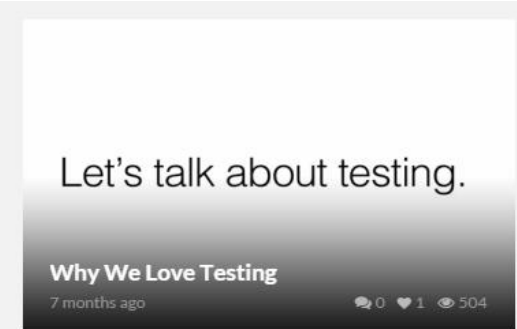 Let's talk about testing.
Why We Love Testing
7 months ago 0 1 504